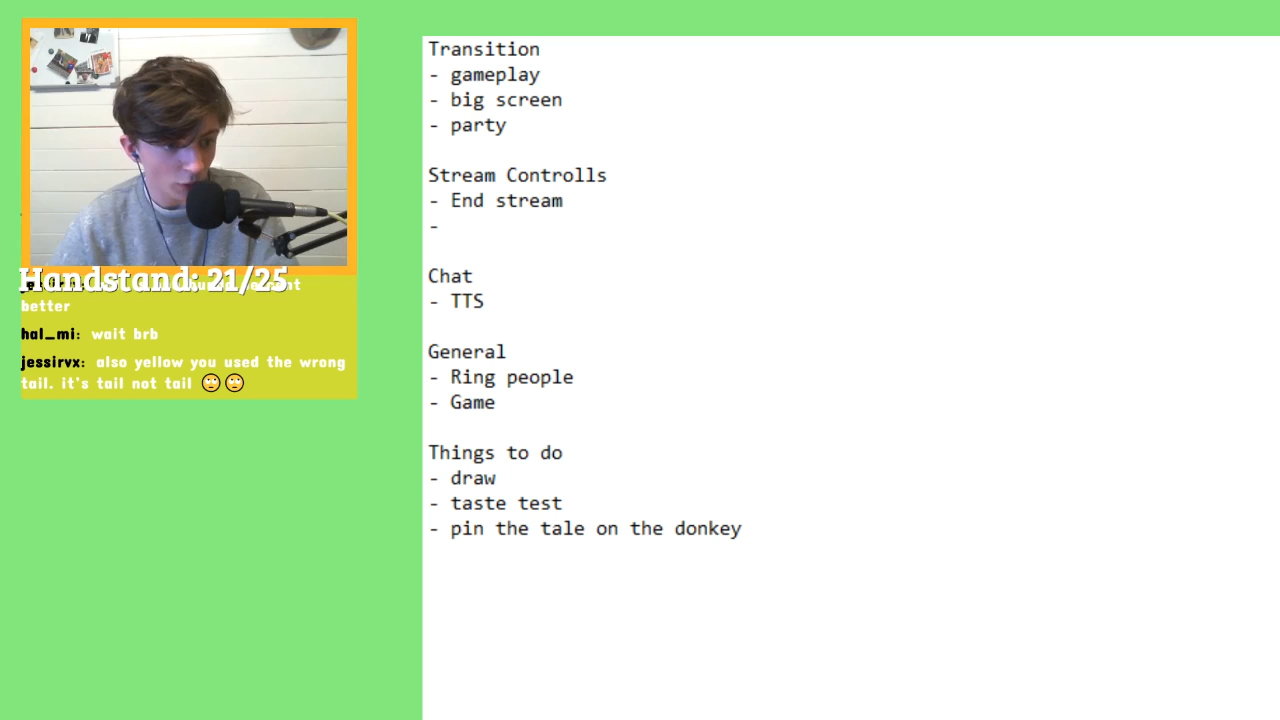 Handstand: 21/25
better
hal_mi: wait brb
jessirvx: also yellow you used the wrong
tail. it's tail not tail 🙄🙄
Transition
- gameplay
- big screen
- party
Stream Controlls
- End stream
-
Chat
- TTS
General
- Ring people
- Game
Things to do
- draw
- taste test
- pin the tale on the donkey